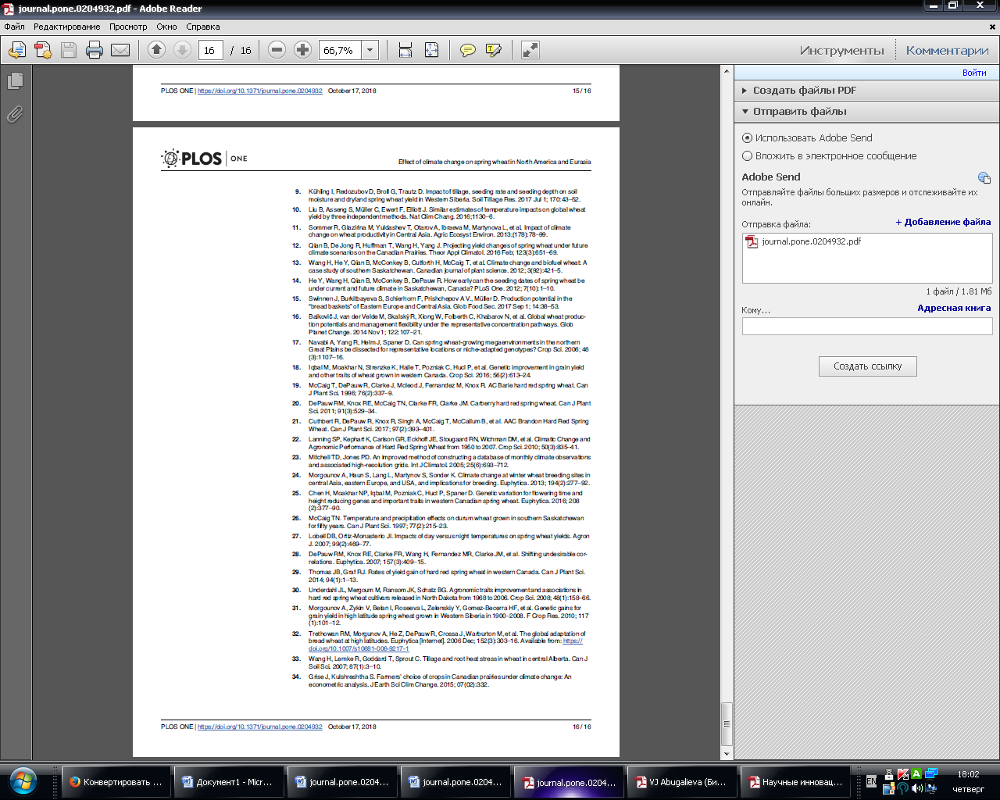 journal.pone.0204932.pdf - Adobe Reader
Файл Редактирование Просмотр Окно Справка
16 / 16 66,7% Инструменты Комментарии
Войти
Создать файлы PDF
Отправить файлы
Использовать Adobe Send
Вложить в электронное сообщение
Adobe Send
Отправляйте файлы больших размеров и отслеживайте их
онлайн.
Отправка файла: + Добавление файла
journal.pone.0204932.pdf
1 файл / 1.81 Мб
Кому... Адресная книга
Создать ссылку
PLOS ONE | https://doi.org/10.1371/journal.pone.0204932 October 17, 2018 15 / 16
PLOS ONE
Effect of climate change on spring wheat in North America and Eurasia
9. Kühling I, Redozubov D, Broll G, Trautz D. Impact of tillage, seeding rate and seeding depth on soil
moisture and dryland spring wheat yield in Western Siberia. Soil Tillage Res. 2017 Jul 1; 170:43–52.
10. Liu B, Asseng S, Müller C, Ewert F, Elliott J. Similar estimates of temperature impacts on global wheat
yield by three independent methods. Nat Clim Chang. 2016;1130–6.
11. Sommer R, Glazirina M, Yuldashev T, Otarov A, Ibraeva M, Martynova L, et al. Impact of climate
change on wheat productivity in Central Asia. Agric Ecosyst Environ. 2013;(178):78–99.
12. Qian B, De Jong R, Huffman T, Wang H, Yang J. Projecting yield changes of spring wheat under future
climate scenarios on the Canadian Prairies. Theor Appl Climatol. 2016 Feb; 123(3):651–69.
13. Wang H, He Y, Qian B, McConkey B, Cutforth H, McCaig T, et al. Climate change and biofuel wheat: A
case study of southern Saskatchewan. Canadian journal of plant science. 2012; 3(92):421–5.
14. He Y, Wang H, Qian B, McConkey B, DePauw R. How early can the seeding dates of spring wheat be
under current and future climate in Saskatchewan, Canada? PLoS One. 2012; 7(10):1–10.
15. Swinnen J, Burkitbayeva S, Schierhorn F, Prishchepov A V., Müller D. Production potential in the
“bread baskets” of Eastern Europe and Central Asia. Glob Food Sec. 2017 Sep 1; 14:38–53.
16. Balkovič J, van der Velde M, Skalský R, Xiong W, Folberth C, Khabarov N, et al. Global wheat produc-
tion potentials and management flexibility under the representative concentration pathways. Glob
Planet Change. 2014 Nov 1; 122:107–21.
17. Navabi A, Yang R, Helm J, Spaner D. Can spring wheat-growing megaenvironments in the northern
Great Plains be dissected for representative locations or niche-adapted genotypes? Crop Sci. 2006; 46
(3):1107–16.
18. Iqbal M, Moakhar N, Strenzke K, Haile T, Pozniak C, Hucl P, et al. Genetic improvement in grain yield
and other traits of wheat grown in western Canada. Crop Sci. 2016; 56(2):613–24.
19. McCaig T, DePauw R, Clarke J, Mcleod J, Fernandez M, Knox R. AC Barie hard red spring wheat. Can
J Plant Sci. 1996; 76(2):337–9.
20. DePauw RM, Knox RE, McCaig TN, Clarke FR, Clarke JM. Carberry hard red spring wheat. Can J Plant
Sci. 2011; 91(3):529–34.
21. Cuthbert R, DePauw R, Knox R, Singh A, McCaig T, McCallum B, et al. AAC Brandon Hard Red Spring
Wheat. Can J Plant Sci. 2017; 97(2):393–401.
22. Lanning SP, Kephart K, Carlson GR, Eckhoff JE, Stougaard RN, Wichman DM, et al. Climatic Change and
Agronomic Performance of Hard Red Spring Wheat from 1950 to 2007. Crop Sci. 2010; 50(3):835–41.
23. Mitchell TD, Jones PD. An improved method of constructing a database of monthly climate observations
and associated high-resolution grids. Int J Climatol. 2005; 25(6):693–712.
24. Morgounov A, Haun S, Lang L, Martynov S, Sonder K. Climate change at winter wheat breeding sites in
central Asia, eastern Europe, and USA, and implications for breeding. Euphytica. 2013; 194(2):277–92.
25. Chen H, Moakhar NP, Iqbal M, Pozniak C, Hucl P, Spaner D. Genetic variation for flowering time and
height reducing genes and important traits in western Canadian spring wheat. Euphytica. 2016; 208
(2):377–90.
26. McCaig TN. Temperature and precipitation effects on durum wheat grown in southern Saskatchewan
for fifty years. Can J Plant Sci. 1997; 77(2):215–23.
27. Lobell DB, Ortiz-Monasterio JI. Impacts of day versus night temperatures on spring wheat yields. Agron
J. 2007; 99(2):469–77.
28. DePauw RM, Knox RE, Clarke FR, Wang H, Fernandez MR, Clarke JM, et al. Shifting undesirable cor-
relations. Euphytica. 2007; 157(3):409–15.
29. Thomas JB, Graf RJ. Rates of yield gain of hard red spring wheat in western Canada. Can J Plant Sci.
2014; 94(1):1–13.
30. Underdahl JL, Mergoum M, Ransom JK, Schatz BG. Agronomic traits improvement and associations in
hard red spring wheat cultivars released in North Dakota from 1968 to 2006. Crop Sci. 2008; 48(1):158–66.
31. Morgounov A, Zykin V, Belan I, Roseeva L, Zelenskiy Y, Gomez-Becerra HF, et al. Genetic gains for
grain yield in high latitude spring wheat grown in Western Siberia in 1900–2008. F Crop Res. 2010; 117
(1):101–12.
32. Trethowan RM, Morgunov A, He Z, DePauw R, Crossa J, Warburton M, et al. The global adaptation of
bread wheat at high latitudes. Euphytica [Internet]. 2006 Dec; 152(3):303–16. Available from: https://
doi.org/10.1007/s10681-006-9217-1
33. Wang H, Lemke R, Goddard T, Sprout C. Tillage and root heat stress in wheat in central Alberta. Can J
Soil Sci. 2007; 87(1):3–10.
34. Grise J, Kulshreshtha S. Farmers’ choice of crops in Canadian prairies under climate change: An
econometric analysis. J Earth Sci Clim Change. 2015; 07(02):332.
PLOS ONE | https://doi.org/10.1371/journal.pone.0204932 October 17, 2018 16 / 16
Конвертировать ... Документ1 - Micr... journal.pone.0204... journal.pone.0204... journal.pone.0204... VJ Abugalieva (Би... Научные инновац... EN 18:02
четверг